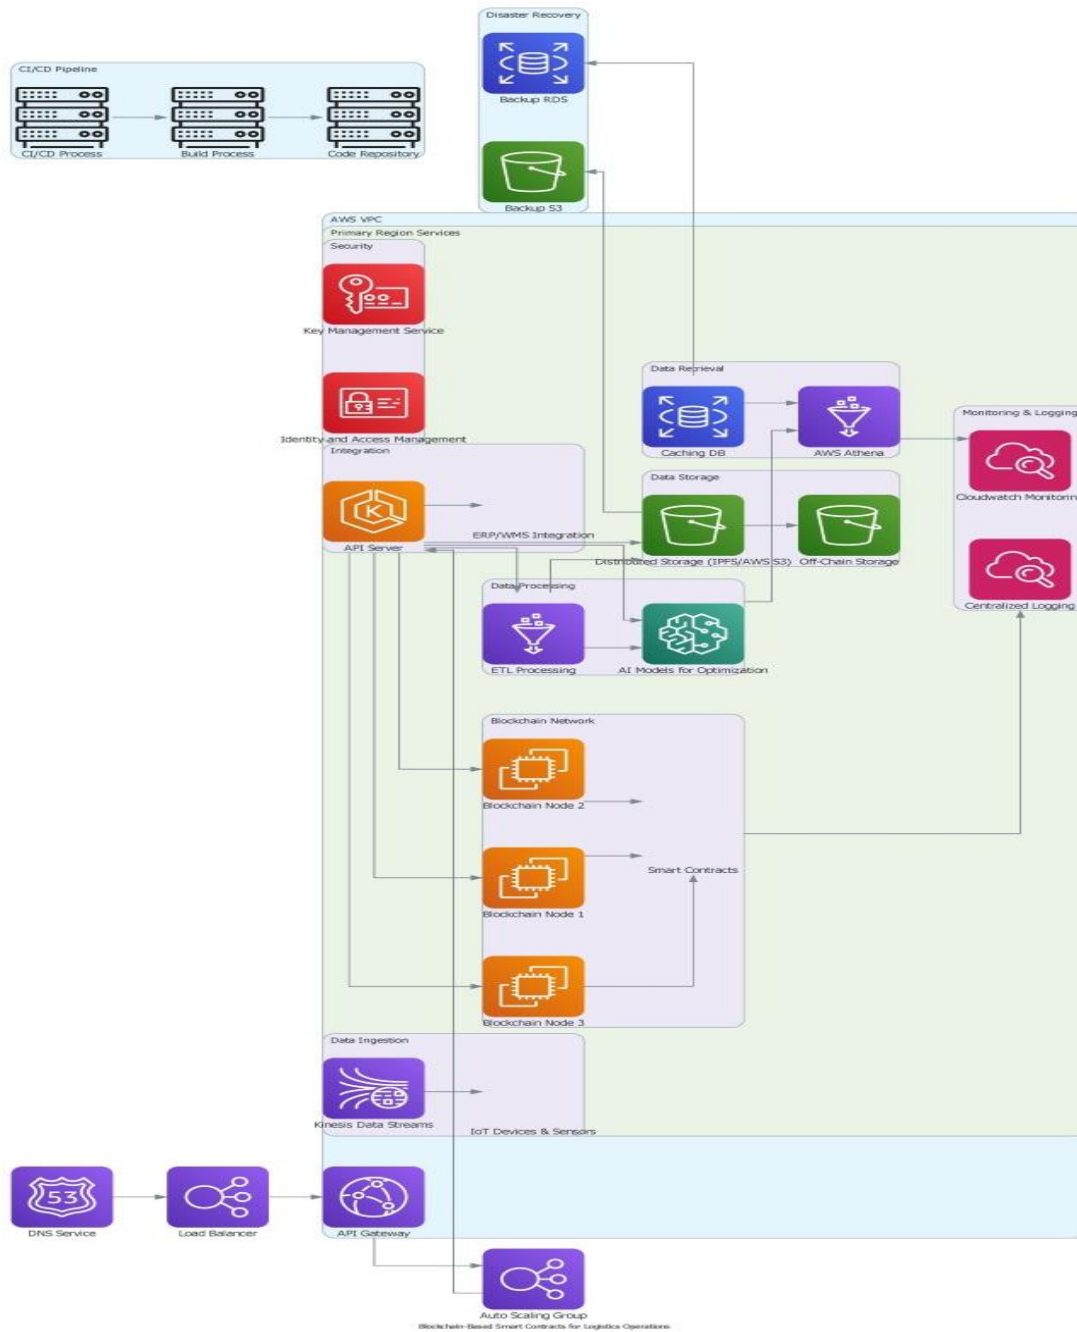 Disaster Recovery
Backup RDS
Backup S3
CI/CD Pipeline
CI/CD Process
Build Process
Code Repository
AWS VPC
Primary Region Services
Security
Key Management Service
Identity and Access Management
Integration
API Server
ERP/WMS Integration
Data Retrieval
Caching DB
AWS Athena
Monitoring & Logging
Cloudwatch Monitorin
Centralized Logging
Data Storage
Distributed Storage (IPFS/AWS S3)
Off-Chain Storage
Data Processing
ETL Processing
AI Models for Optimization
Blockchain Network
Blockchain Node 2
Blockchain Node 1
Smart Contracts
Blockchain Node 3
Data Ingestion
Kinesis Data Streams
IoT Devices & Sensors
53
DNS Service
Load Balancer
API Gateway
Auto Scaling Group
Blockchain-Based Smart Contracts for Logistics Operations